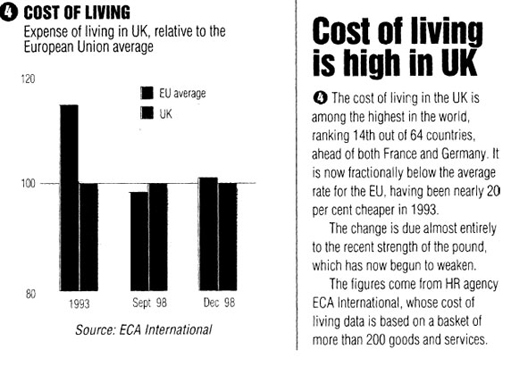 4 COST OF LIVING
Expense of living in UK, relative to the
European Union average
120
EU average
UK
100
80
1993
Sept 98
Dec 98
Source: ECA International
Cost of living
is high in UK
4 The cost of living in the UK is
among the highest in the world,
ranking 14th out of 64 countries,
ahead of both France and Germany. It
is now fractionally below the average
rate for the EU, having been nearly 20
per cent cheaper in 1993.
The change is due almost entirely
to the recent strength of the pound,
which has now begun to weaken.
The figures come from HR agency
ECA International, whose cost of
living data is based on a basket of
more than 200 goods and services.